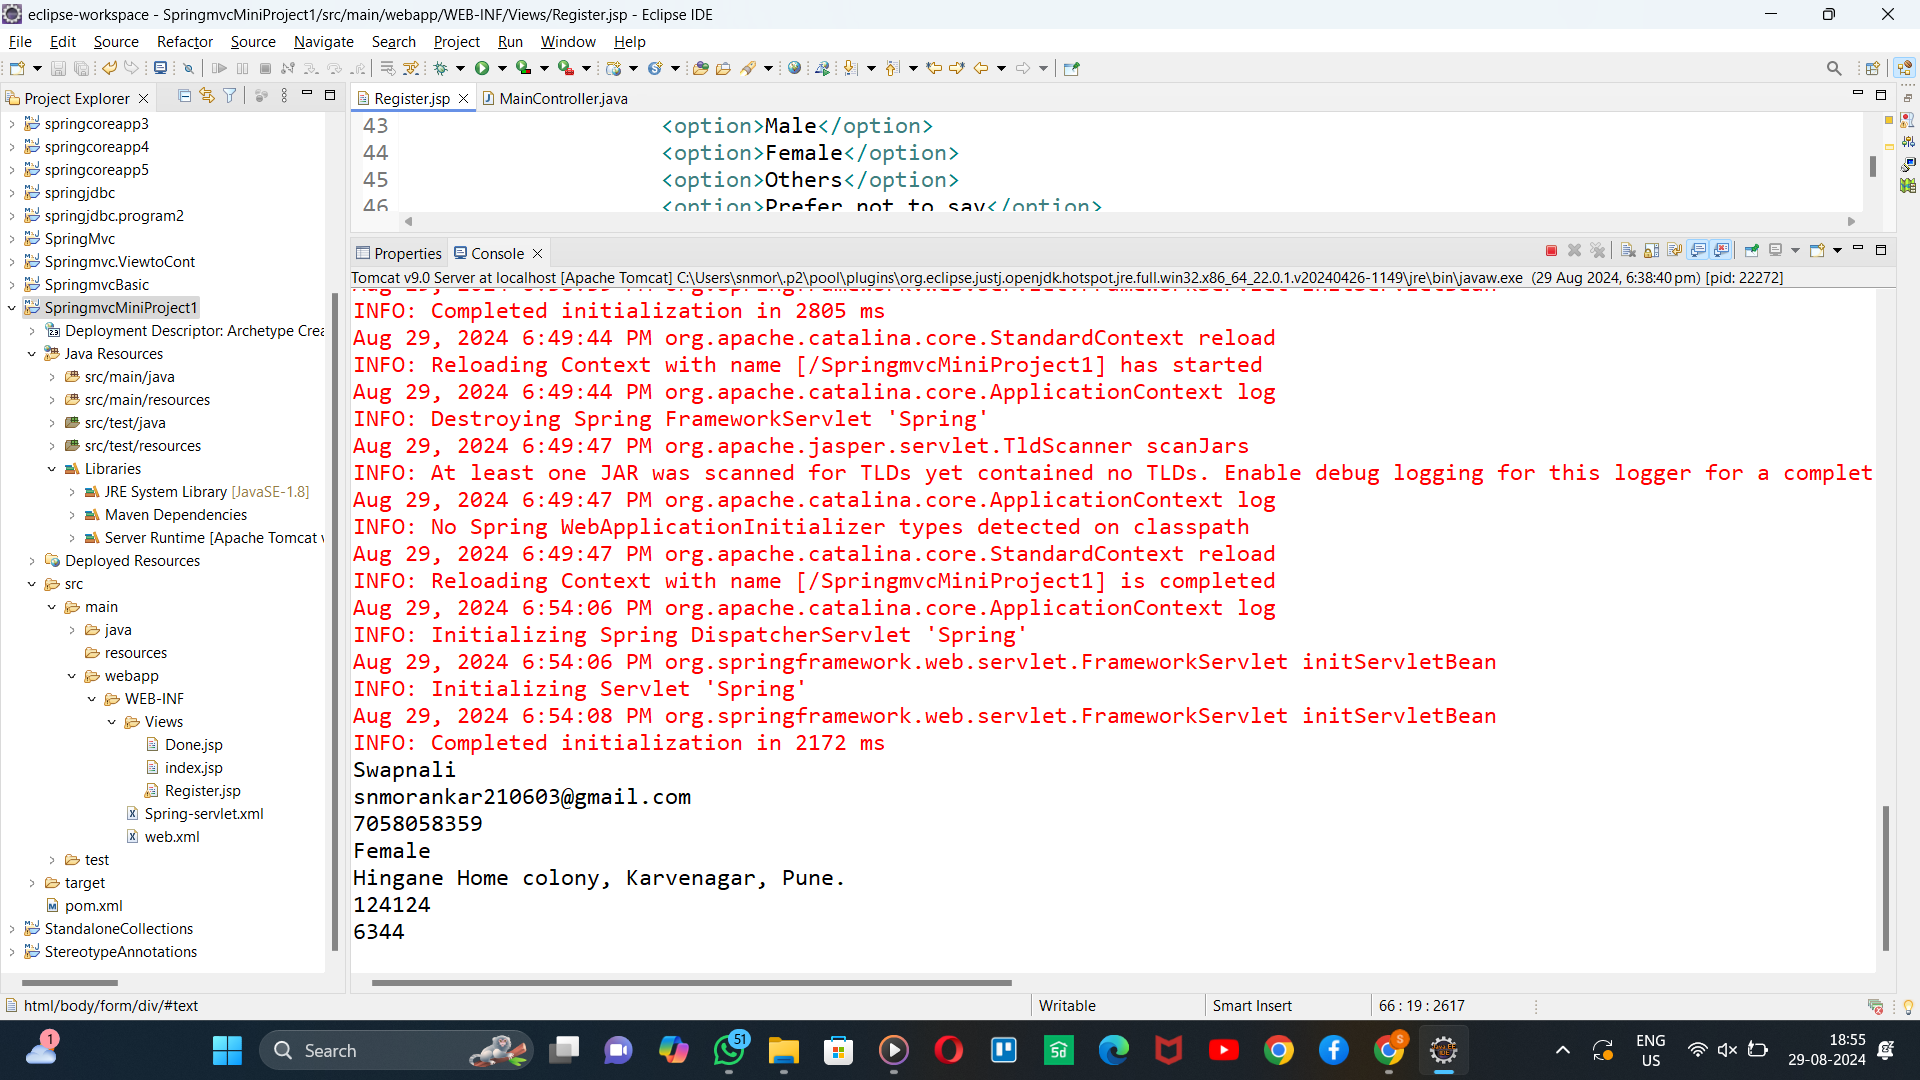 eclipse-workspace - SpringmvcMiniProject1/src/main/webapp/WEB-INF/Views/Register.jsp - Eclipse IDE
File Edit Source Refactor Source Navigate Search Project Run Window Help
Project Explorer
springcoreapp3
springcoreapp4
springcoreapp5
springjdbc
springjdbc.program2
SpringMvc
Springmvc.ViewtoCont
SpringmvcBasic
SpringmvcMiniProject1
Deployment Descriptor: Archetype Crea
Java Resources
src/main/java
src/main/resources
src/test/java
src/test/resources
Libraries
JRE System Library [JavaSE-1.8]
Maven Dependencies
Server Runtime [Apache Tomcat v
Deployed Resources
src
main
java
resources
webapp
WEB-INF
Views
Done.jsp
index.jsp
Register.jsp
Spring-servlet.xml
web.xml
test
target
pom.xml
StandaloneCollections
StereotypeAnnotations
Register.jsp MainController.java
43 <option>Male</option>
44 <option>Female</option>
45 <option>Others</option>
46 <option>Prefer not to say</option>
Properties Console
Tomcat v9.0 Server at localhost [Apache Tomcat] C:\Users\snmor\.p2\pool\plugins\org.eclipse.justj.openjdk.hotspot.jre.full.win32.x86_64_22.0.1.v20240426-1149\jre\bin\javaw.exe (29 Aug 2024, 6:38:40 pm) [pid: 22272]
INFO: Completed initialization in 2805 ms
Aug 29, 2024 6:49:44 PM org.apache.catalina.core.StandardContext reload
INFO: Reloading Context with name [/SpringmvcMiniProject1] has started
Aug 29, 2024 6:49:44 PM org.apache.catalina.core.ApplicationContext log
INFO: Destroying Spring FrameworkServlet 'Spring'
Aug 29, 2024 6:49:47 PM org.apache.jasper.servlet.TldScanner scanJars
INFO: At least one JAR was scanned for TLDs yet contained no TLDs. Enable debug logging for this logger for a complet
Aug 29, 2024 6:49:47 PM org.apache.catalina.core.ApplicationContext log
INFO: No Spring WebApplicationInitializer types detected on classpath
Aug 29, 2024 6:49:47 PM org.apache.catalina.core.StandardContext reload
INFO: Reloading Context with name [/SpringmvcMiniProject1] is completed
Aug 29, 2024 6:54:06 PM org.apache.catalina.core.ApplicationContext log
INFO: Initializing Spring DispatcherServlet 'Spring'
Aug 29, 2024 6:54:06 PM org.springframework.web.servlet.FrameworkServlet initServletBean
INFO: Initializing Servlet 'Spring'
Aug 29, 2024 6:54:08 PM org.springframework.web.servlet.FrameworkServlet initServletBean
INFO: Completed initialization in 2172 ms
Swapnali
snmorankar210603@gmail.com
7058058359
Female
Hingane Home colony, Karvenagar, Pune.
124124
6344
html/body/form/div/#text Writable Smart Insert 66 : 19 : 2617
1 Search 51 ENG US 18:55 29-08-2024